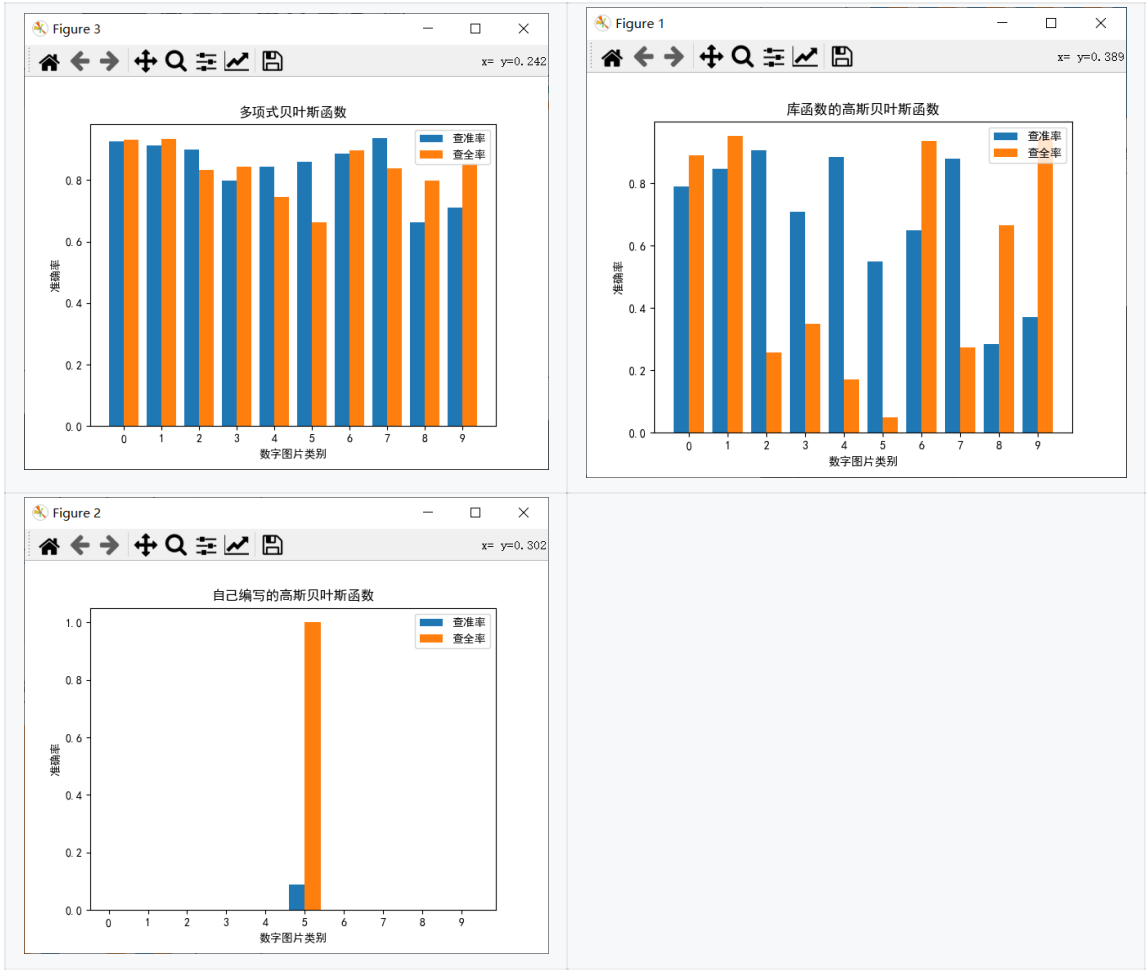 Figure 3
x= y=0.242
多项式贝叶斯函数
查准率
查全率
0.8
0.6
0.4
0.2
0.0
准确率
0 1 2 3 4 5 6 7 8 9
数字图片类别
Figure 1
x= y=0.389
库函数的高斯贝叶斯函数
查准率
查全率
0.8
0.6
0.4
0.2
0.0
准确率
0 1 2 3 4 5 6 7 8 9
数字图片类别
Figure 2
x= y=0.302
自己编写的高斯贝叶斯函数
查准率
查全率
1.0
0.8
0.6
0.4
0.2
0.0
准确率
0 1 2 3 4 5 6 7 8 9
数字图片类别